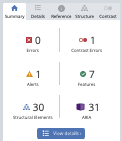 Summary Details Reference Structure Contrast
0 1
Errors Contrast Errors
1 7
Alerts Features
30 31
Structural Elements ARIA
View details ›